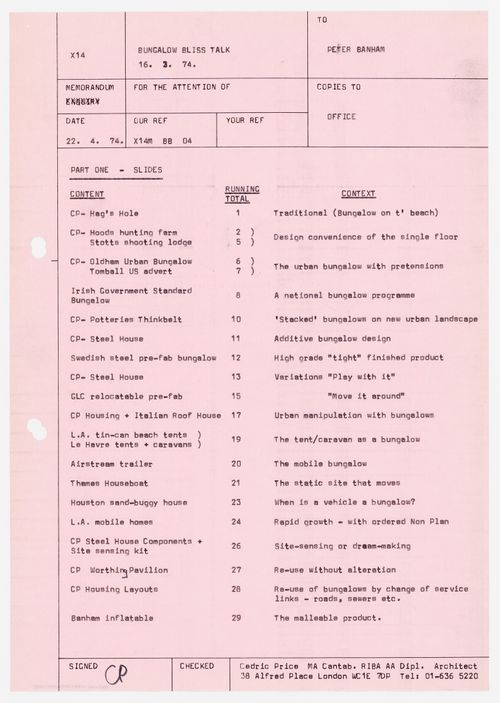 TO
X14
BUNGALOW BLISS TALK
16. 3. 74.
PETER BANHAM
MEMORANDUM
ENQUIRY
FOR THE ATTENTION OF
COPIES TO
OFFICE
DATE
OUR REF
YOUR REF
22. 4. 74.
X14M BB 04
PART ONE - SLIDES
CONTENT RUNNING TOTAL CONTEXT
CP- Hag's Hole 1 Traditional (Bungalow on t' beach)
CP- Hoods hunting farm 2 )
Stotts shooting lodge 5 ) Design convenience of the single floor
CP- Oldham Urban Bungalow 6 )
Tomball US advert 7 ) The urban bungalow with pretensions
Irish Government Standard
Bungalow 8 A national bungalow programme
CP- Potteries Thinkbelt 10 'Stacked' bungalows on new urban landscape
CP- Steel House 11 Additive bungalow design
Swedish steel pre-fab bungalow 12 High grade "tight" finished product
CP- Steel House 13 Variations "Play with it"
GLC relocatable pre-fab 15 "Move it around"
CP Housing + Italian Roof House 17 Urban manipulation with bungalows
L.A. tin-can beach tents )
Le Havre tents + caravans ) 19 The tent/caravan as a bungalow
Airstream trailer 20 The mobile bungalow
Thames Houseboat 21 The static site that moves
Houston sand-buggy house 23 When is a vehicle a bungalow?
L.A. mobile homes 24 Rapid growth - with ordered Non Plan
CP Steel House Components +
Site sensing kit 26 Site-sensing or dream-making
CP Worthing Pavilion 27 Re-use without alteration
CP Housing Layouts 28 Re-use of bungalows by change of service
links - roads, sewers etc.
Banham inflatable 29 The malleable product.
SIGNED CP
CHECKED
Cedric Price MA Cantab. RIBA AA Dipl. Architect
38 Alfred Place London WC1E 7DP Tel: 01-636 5220